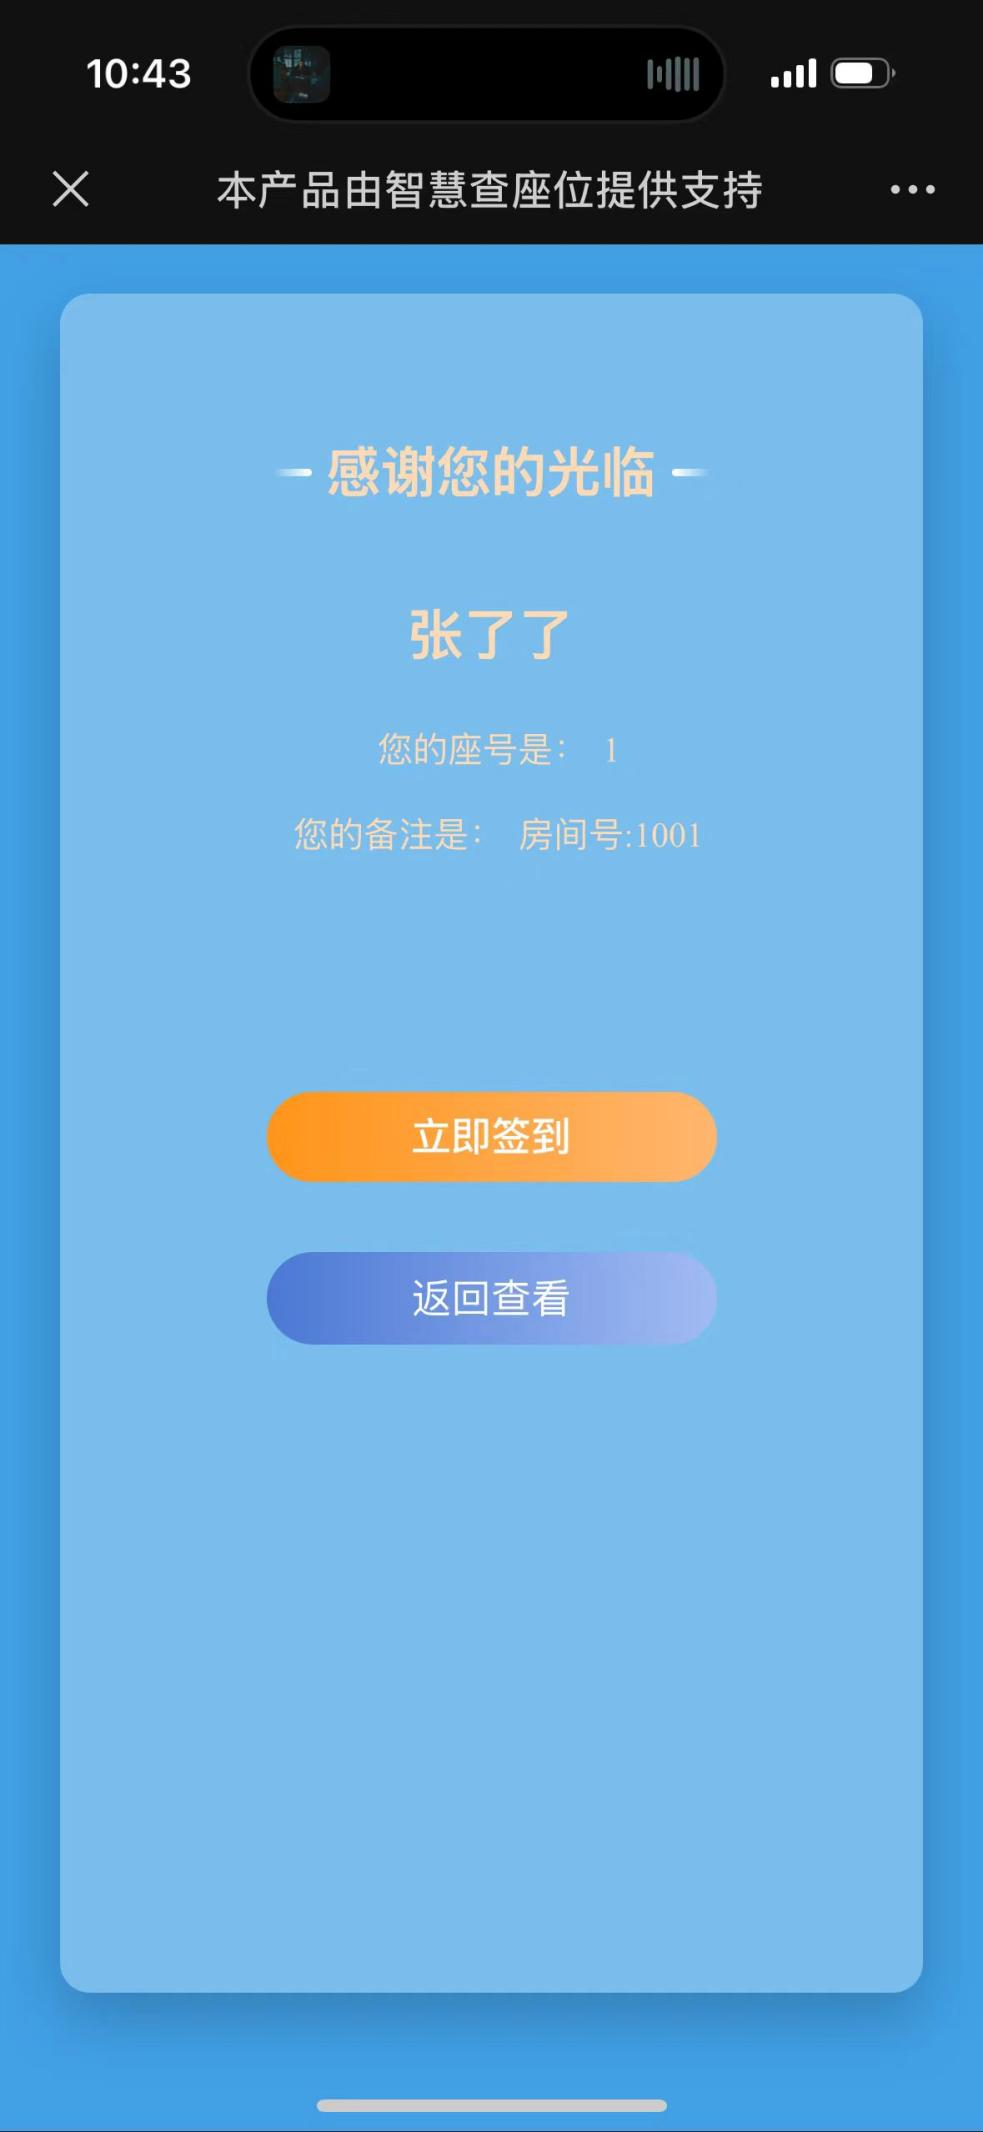 10:43
本产品由智慧查座位提供支持
感谢您的光临
张了了
您的座号是： 1
您的备注是： 房间号:1001
立即签到
返回查看